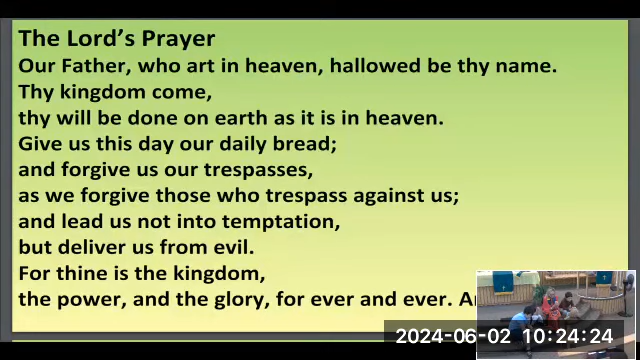 The Lord's Prayer
Our Father, who art in heaven, hallowed be thy name.
Thy kingdom come,
thy will be done on earth as it is in heaven.
Give us this day our daily bread;
and forgive us our trespasses,
as we forgive those who trespass against us;
and lead us not into temptation,
but deliver us from evil.
For thine is the kingdom,
the power, and the glory, for ever and ever.
2024-06-02 10:24:24